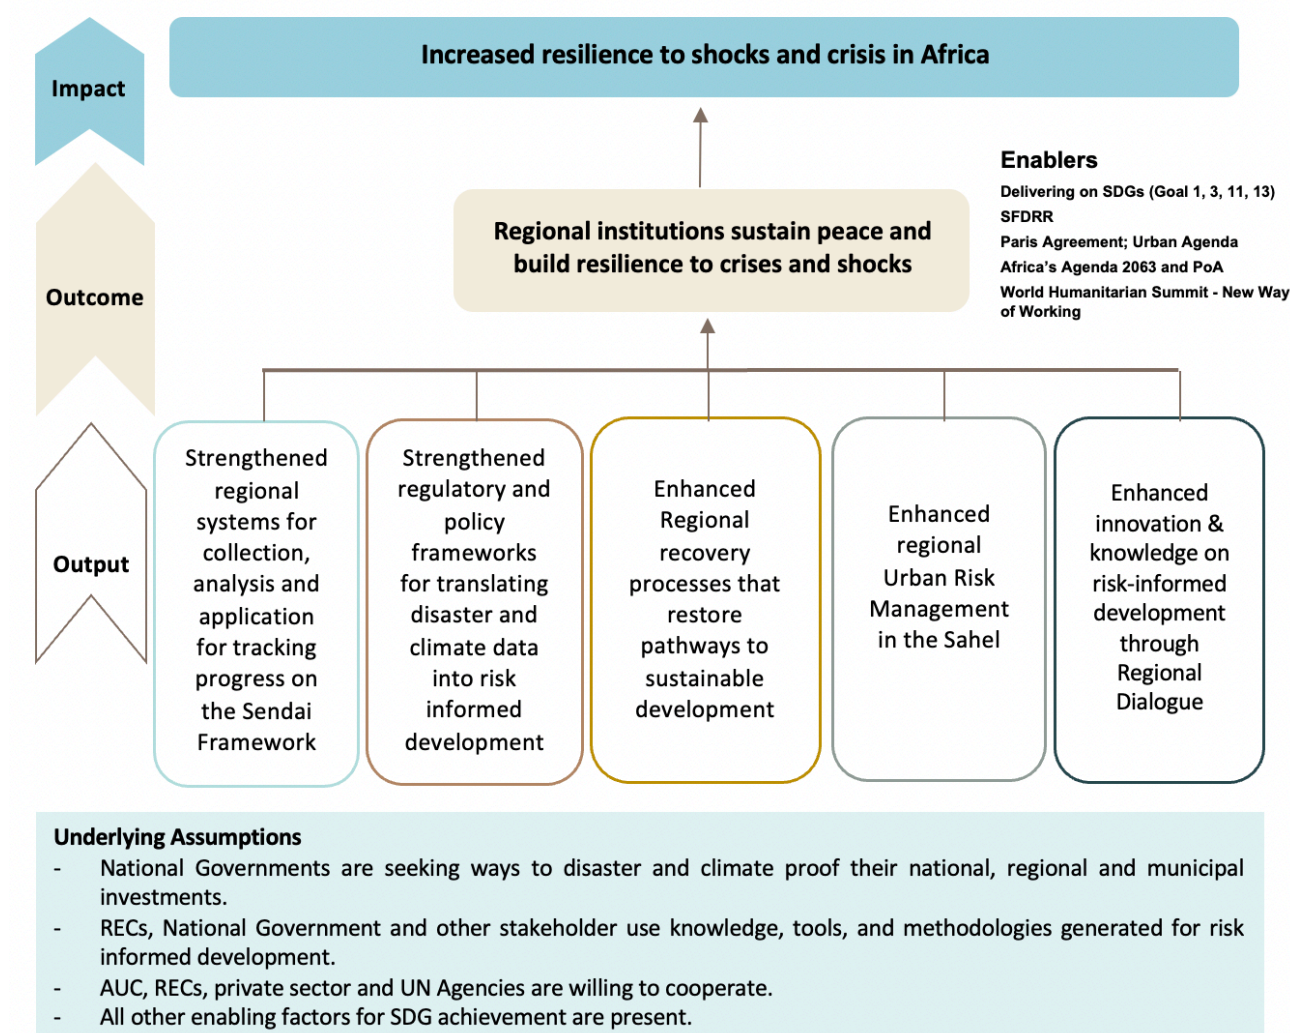 Impact
Increased resilience to shocks and crisis in Africa
Enablers
Delivering on SDGs (Goal 1, 3, 11, 13)
SFDRR
Paris Agreement; Urban Agenda
Africa's Agenda 2063 and PoA
World Humanitarian Summit - New Way
of Working
Outcome
Regional institutions sustain peace and
build resilience to crises and shocks
Output
Strengthened
regional
systems for
collection,
analysis and
application
for tracking
progress on
the Sendai
Framework
Strengthened
regulatory and
policy
frameworks
for translating
disaster and
climate data
into risk
informed
development
Enhanced
Regional
recovery
processes that
restore
pathways to
sustainable
development
Enhanced
regional
Urban Risk
Management
in the Sahel
Enhanced
innovation &
knowledge on
risk-informed
development
through
Regional
Dialogue
Underlying Assumptions
- National Governments are seeking ways to disaster and climate proof their national, regional and municipal
investments.
- RECs, National Government and other stakeholder use knowledge, tools, and methodologies generated for risk
informed development.
- AUC, RECs, private sector and UN Agencies are willing to cooperate.
- All other enabling factors for SDG achievement are present.